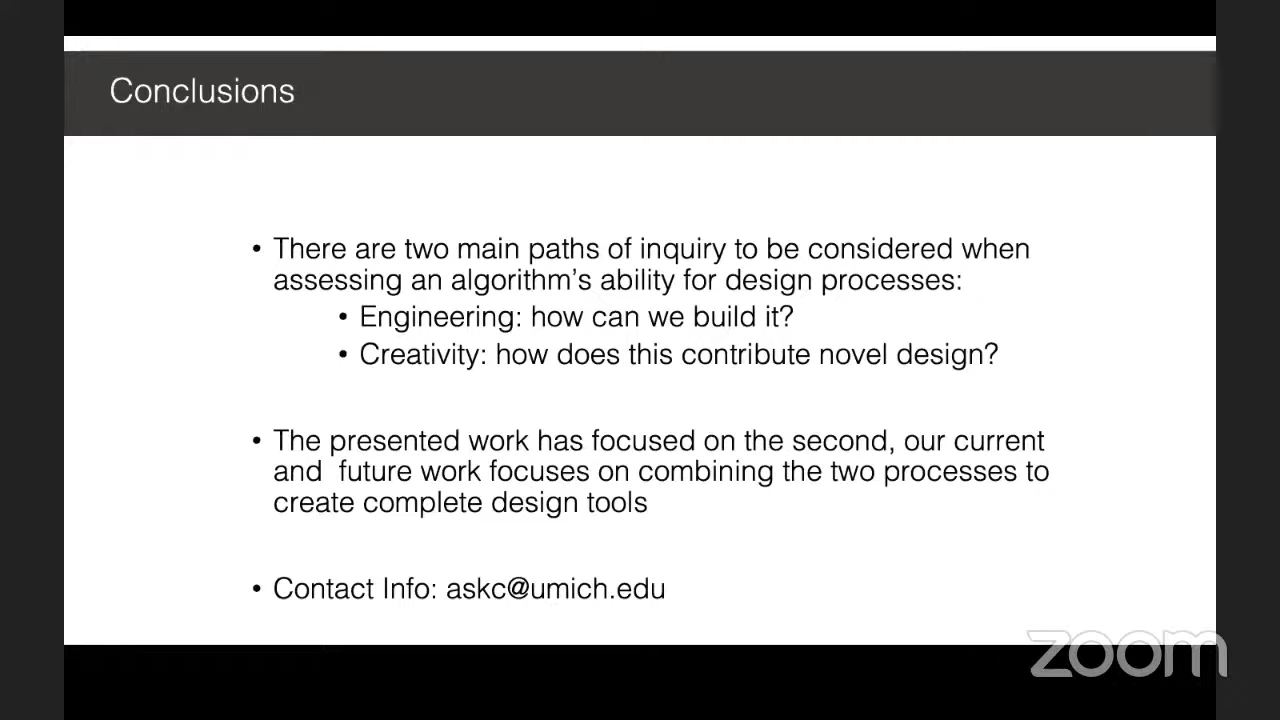 Conclusions
• There are two main paths of inquiry to be considered when
assessing an algorithm's ability for design processes:
• Engineering: how can we build it?
• Creativity: how does this contribute novel design?
• The presented work has focused on the second, our current
and  future work focuses on combining the two processes to
create complete design tools
• Contact Info: askc@umich.edu
zoom